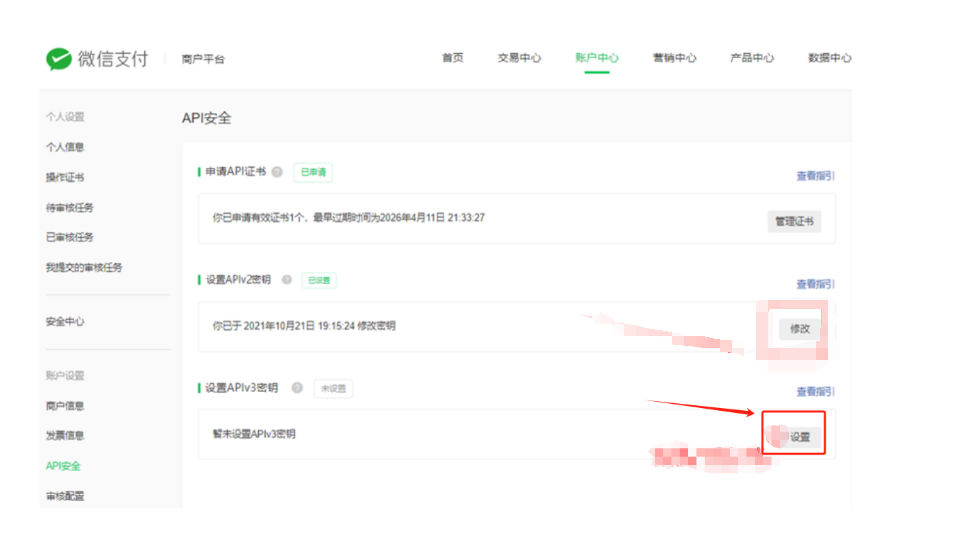 微信支付 商户平台 首页 交易中心 账户中心 营销中心 产品中心 数据中心
个人设置
个人信息
操作证书
待审核任务
已审核任务
我提交的审核任务
安全中心
账户设置
商户信息
发票信息
API安全
审核配置
API安全
申请API证书 ? 已申请 查看指引
你已申请有效证书1个，最早过期时间为2026年4月11日 21:33:27 管理证书
设置APIv2密钥 ? 已设置 查看指引
你已于 2021年10月21日 19:15:24 修改密钥 修改
设置APIv3密钥 ? 未设置 查看指引
暂未设置APIv3密钥 设置